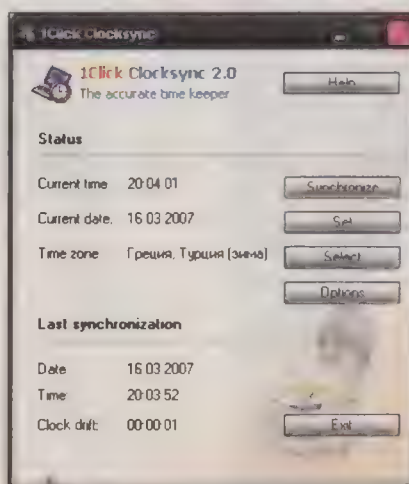 1Click Clocksync
1Click Clocksync 2.0
The accurate time keeper
Help
Status
Current time 20:04:01
Synchronize
Current date. 16 03 2007
Set
Time zone Греция, Турция (зима)
Select
Options
Last synchronization
Date 16 03 2007
Time: 20:03:52
Clock drift: 00:00:01
Exit